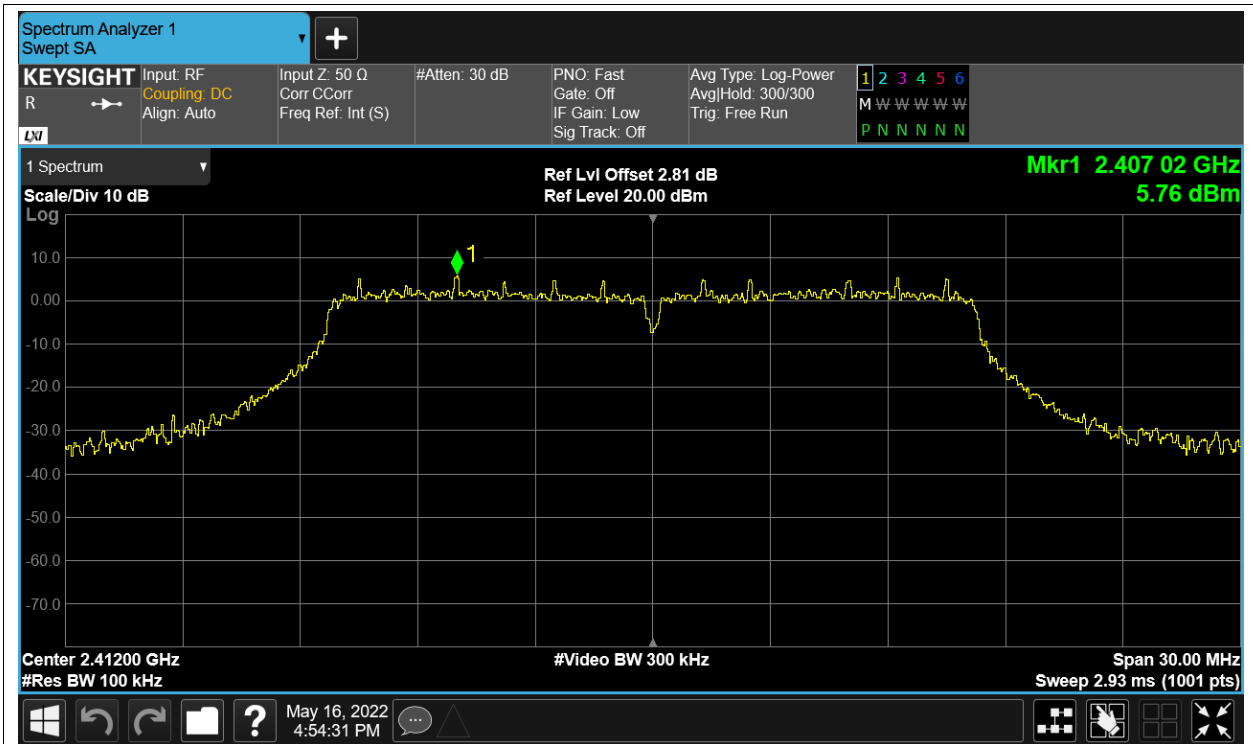 Spectrum Analyzer 1
Swept SA
KEYSIGHT
R
LXI
Input: RF
Coupling: DC
Align: Auto
Input Z: 50 Ω
Corr CCorr
Freq Ref: Int (S)
#Atten: 30 dB
PNO: Fast
Gate: Off
IF Gain: Low
Sig Track: Off
Avg Type: Log-Power
Avg|Hold: 300/300
Trig: Free Run
1 2 3 4 5 6
M W W W W W
P N N N N N
1 Spectrum
Scale/Div 10 dB
Ref Lvl Offset 2.81 dB
Ref Level 20.00 dBm
Mkr1 2.407 02 GHz
5.76 dBm
Log
1
10.0
0.00
-10.0
-20.0
-30.0
-40.0
-50.0
-60.0
-70.0
Center 2.41200 GHz
#Res BW 100 kHz
#Video BW 300 kHz
Span 30.00 MHz
Sweep 2.93 ms (1001 pts)
?
May 16, 2022
4:54:31 PM